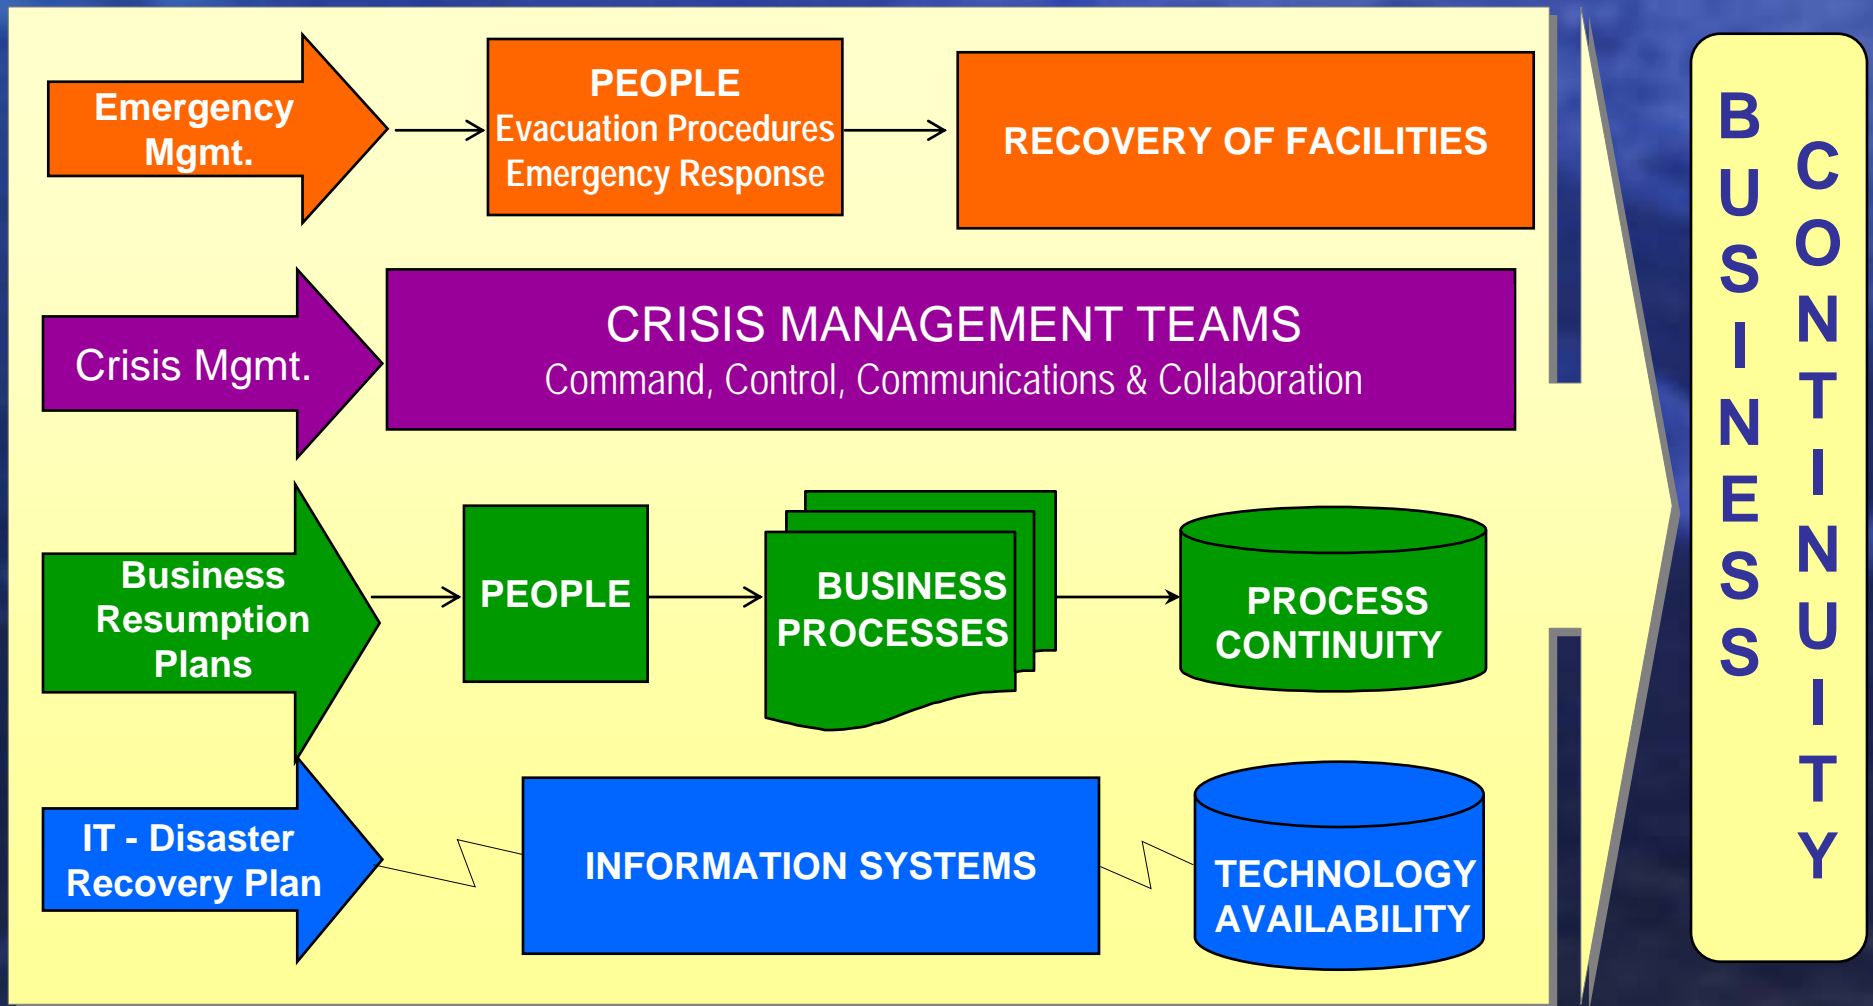 Emergency
Mgmt.
PEOPLE
Evacuation Procedures
Emergency Response
RECOVERY OF FACILITIES
Crisis Mgmt.
CRISIS MANAGEMENT TEAMS
Command, Control, Communications & Collaboration
Business
Resumption
Plans
PEOPLE
BUSINESS
PROCESSES
PROCESS
CONTINUITY
IT - Disaster
Recovery Plan
INFORMATION SYSTEMS
TECHNOLOGY
AVAILABILITY
BUSINESS
CONTINUITY